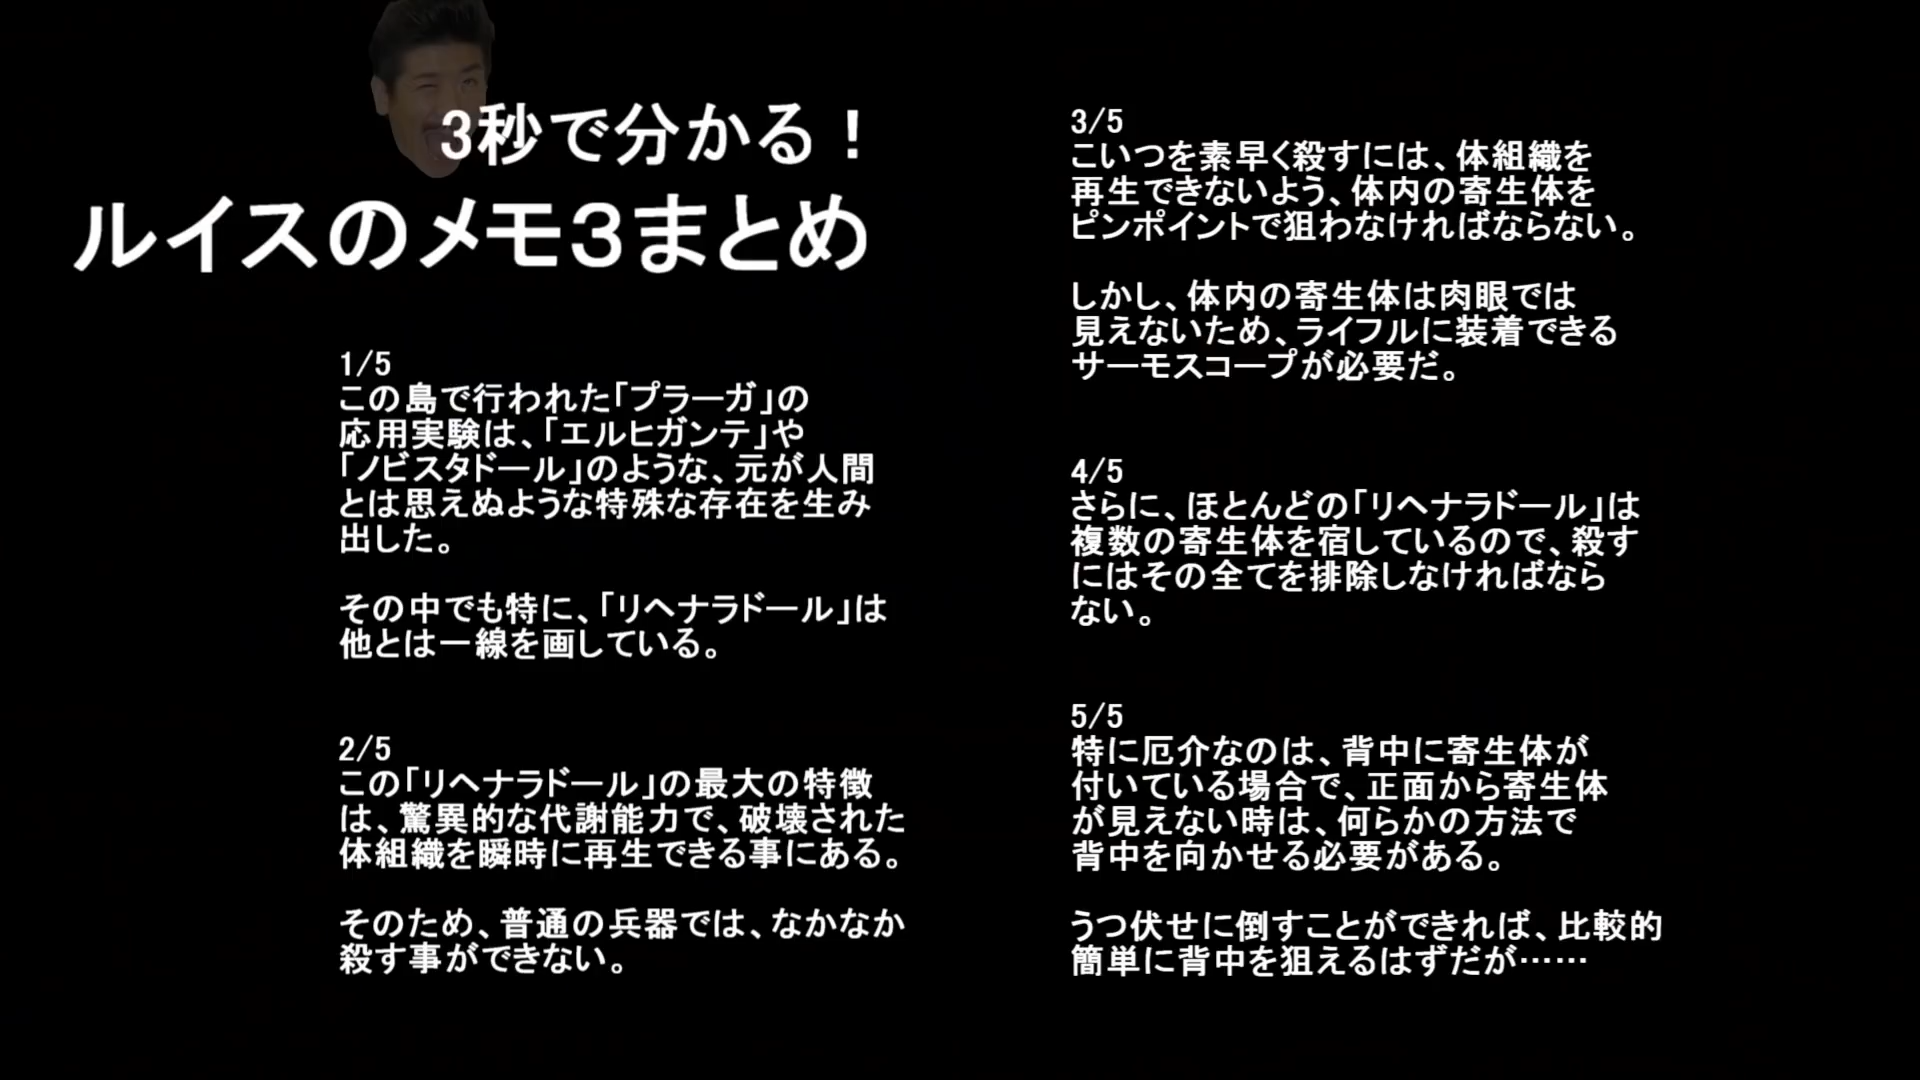 3秒で分かる！
ルイスのメモ３まとめ
1/5
この島で行われた「プラーガ」の
応用実験は、「エルヒガンテ」や
「ノビスタドール」のような、元が人間
とは思えぬような特殊な存在を生み
出した。
その中でも特に、「リヘナラドール」は
他とは一線を画している。
2/5
この「リヘナラドール」の最大の特徴
は、驚異的な代謝能力で、破壊された
体組織を瞬時に再生できる事にある。
そのため、普通の兵器では、なかなか
殺す事ができない。
3/5
こいつを素早く殺すには、体組織を
再生できないよう、体内の寄生体を
ピンポイントで狙わなければならない。
しかし、体内の寄生体は肉眼では
見えないため、ライフルに装着できる
サーモスコープが必要だ。
4/5
さらに、ほとんどの「リヘナラドール」は
複数の寄生体を宿しているので、殺す
にはその全てを排除しなければなら
ない。
5/5
特に厄介なのは、背中に寄生体が
付いている場合で、正面から寄生体
が見えない時は、何らかの方法で
背中を向かせる必要がある。
うつ伏せに倒すことができれば、比較的
簡単に背中を狙えるはずだが……